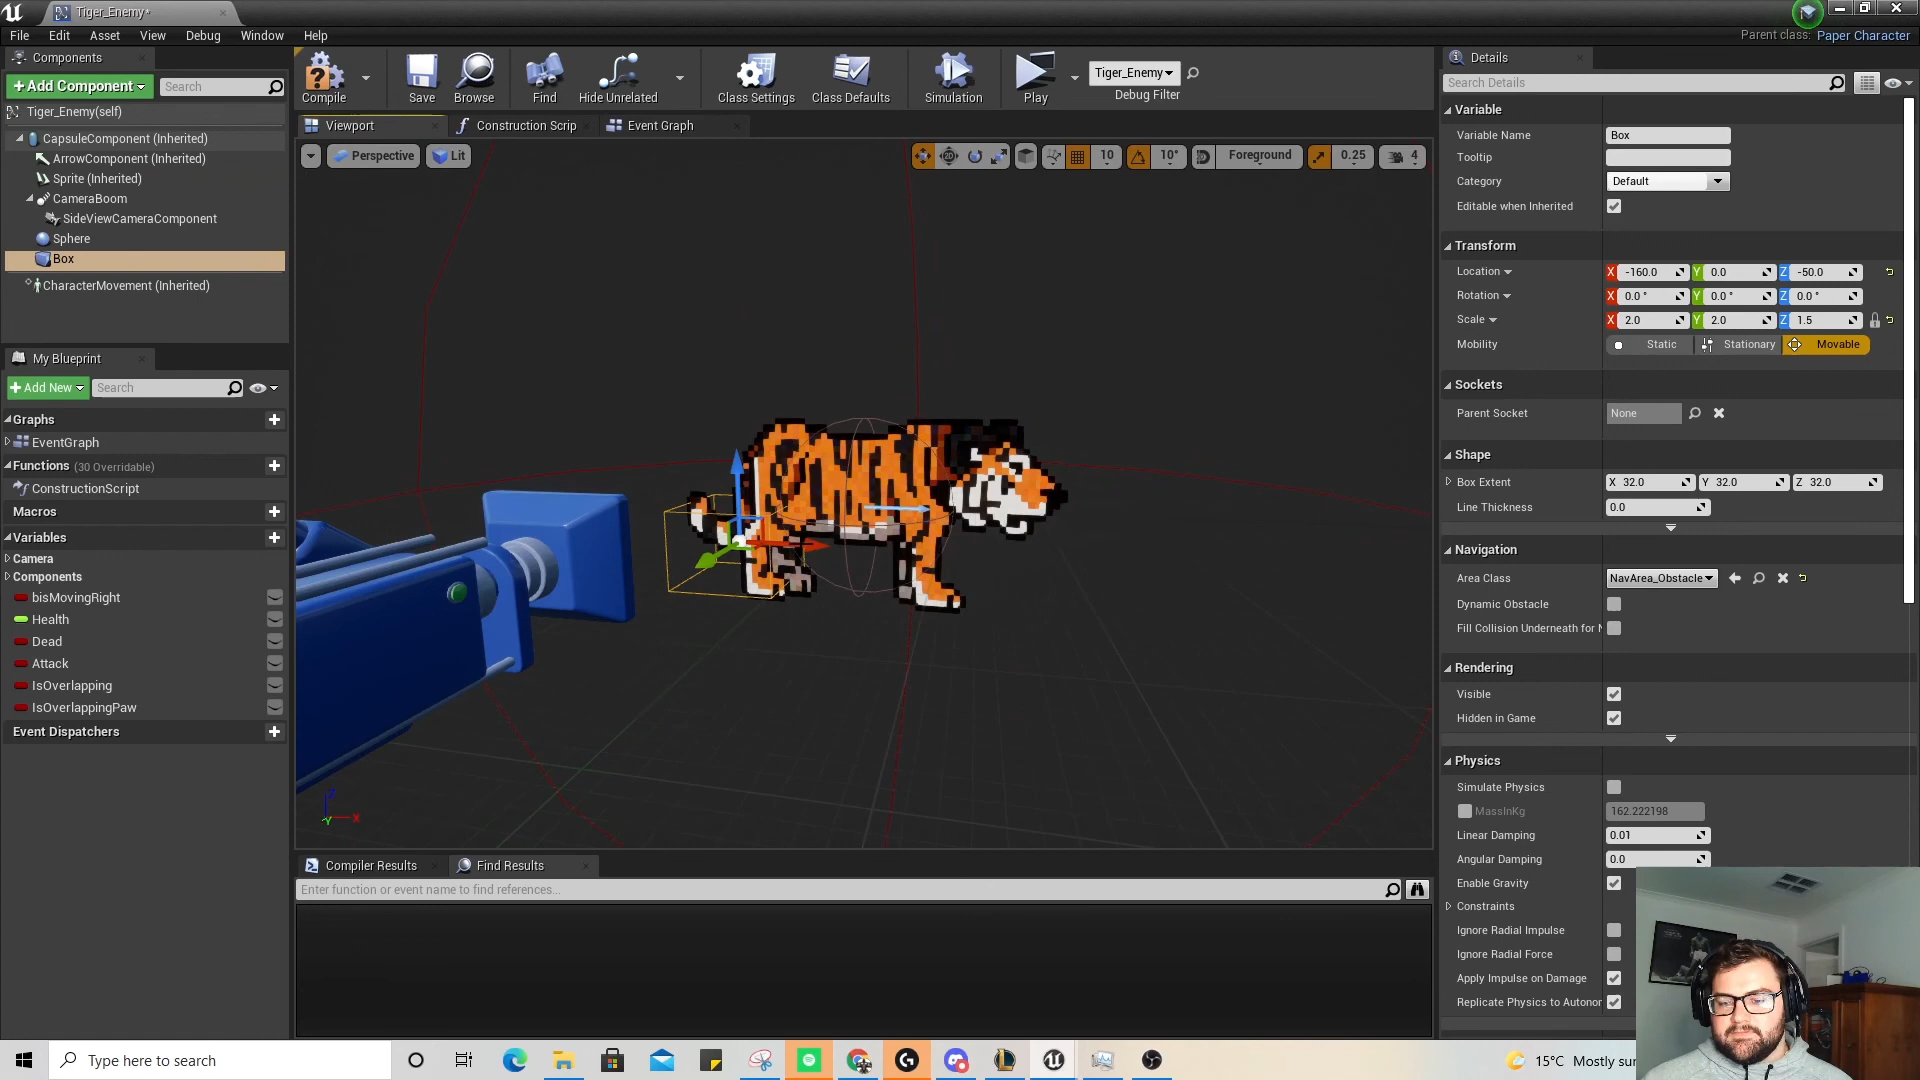 Tiger_Enemy*
File Edit Asset View Debug Window Help
Parent class: Paper Character
Components
+Add Component
Search
Tiger_Enemy(self)
CapsuleComponent (Inherited)
ArrowComponent (Inherited)
Sprite (Inherited)
CameraBoom
SideViewCameraComponent
Sphere
Box
CharacterMovement (Inherited)
My Blueprint
+Add New
Search
Graphs
EventGraph
Functions (30 Overridable)
ConstructionScript
Macros
Variables
Camera
Components
bisMovingRight
Health
Dead
Attack
IsOverlapping
IsOverlappingPaw
Event Dispatchers
Compile
Save
Browse
Find
Hide Unrelated
Class Settings
Class Defaults
Simulation
Play
Tiger_Enemy
Debug Filter
Viewport
Construction Scrip
Event Graph
Perspective
Lit
10
10°
Foreground
0.25
4
Z
X
Y
Compiler Results
Find Results
Enter function or event name to find references...
Details
Search Details
Variable
Variable Name Box
Tooltip
Category Default
Editable when Inherited
Transform
Location X -160.0 Y 0.0 Z -50.0
Rotation X 0.0 ° Y 0.0 ° Z 0.0 °
Scale X 2.0 Y 2.0 Z 1.5
Mobility Static Stationary Movable
Sockets
Parent Socket None
Shape
Box Extent X 32.0 Y 32.0 Z 32.0
Line Thickness 0.0
Navigation
Area Class NavArea_Obstacle
Dynamic Obstacle
Fill Collision Underneath for N
Rendering
Visible
Hidden in Game
Physics
Simulate Physics
MassInKg 162.222198
Linear Damping 0.01
Angular Damping 0.0
Enable Gravity
Constraints
Ignore Radial Impulse
Ignore Radial Force
Apply Impulse on Damage
Replicate Physics to Autonor
Type here to search
15°C Mostly su